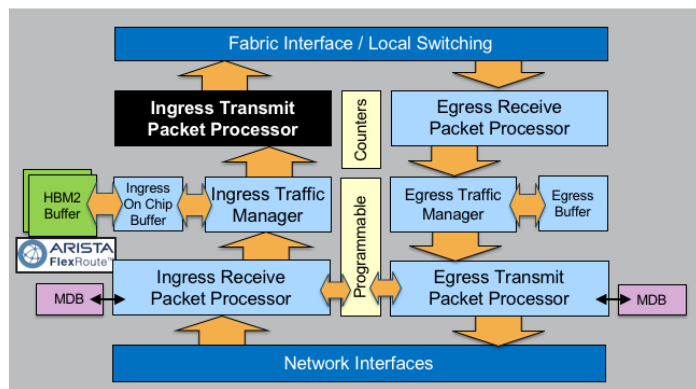 Fabric Interface / Local Switching
Ingress Transmit
Packet Processor
Counters
Egress Receive
Packet Processor
HBM2
Buffer
Ingress
On Chip
Buffer
Ingress Traffic
Manager
Programmable
Egress Traffic
Manager
Egress
Buffer
ARISTA
FlexRoute™
MDB
Ingress Receive
Packet Processor
Egress Transmit
Packet Processor
MDB
Network Interfaces